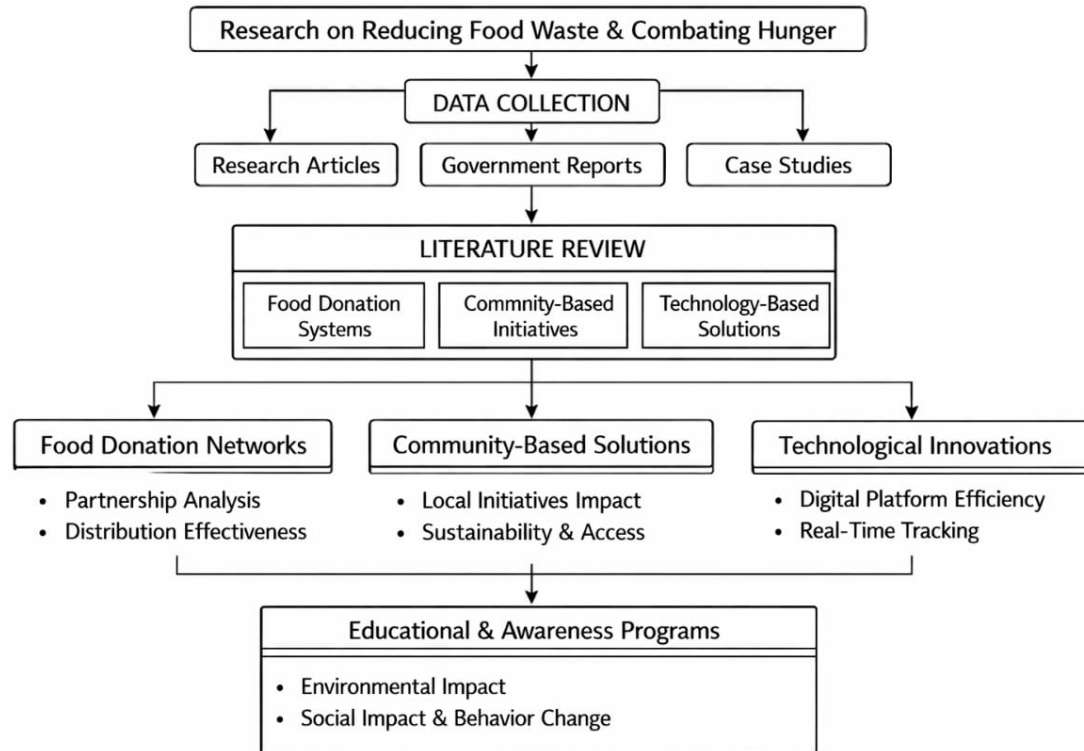 Research on Reducing Food Waste & Combating Hunger
DATA COLLECTION
Research Articles
Government Reports
Case Studies
LITERATURE REVIEW
Food Donation
Systems
Commnity-Based
Initiatives
Technology-Based
Solutions
Food Donation Networks
• Partnership Analysis
• Distribution Effectiveness
Community-Based Solutions
• Local Initiatives Impact
• Sustainability & Access
Technological Innovations
• Digital Platform Efficiency
• Real-Time Tracking
Educational & Awareness Programs
• Environmental Impact
• Social Impact & Behavior Change